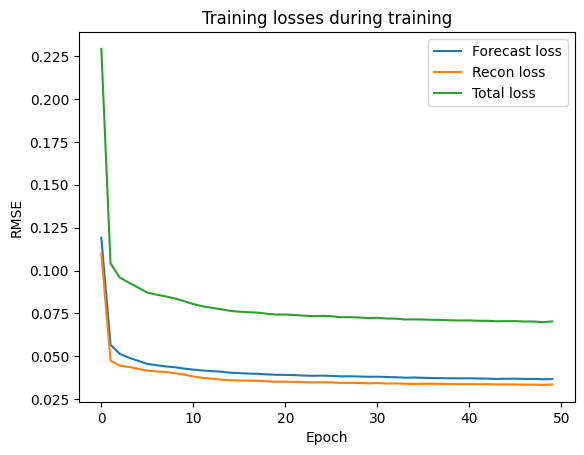 Training losses during training
Forecast loss
Recon loss
Total loss
0.225
0.200
0.175
0.150
0.125
0.100
0.075
0.050
0.025
RMSE
0 10 20 30 40 50
Epoch